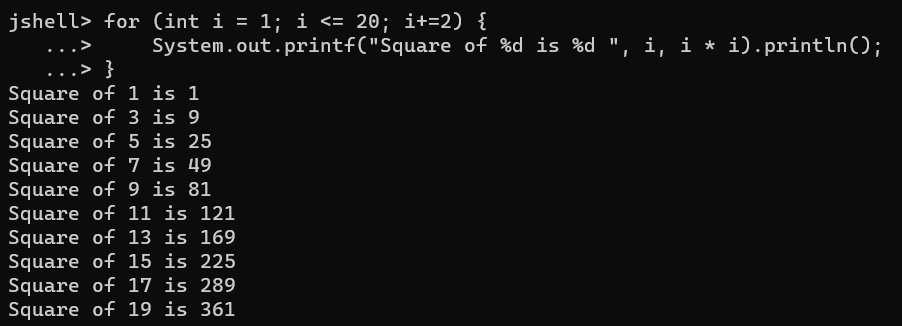 jshell> for (int i = 1; i <= 20; i+=2) {
   ...>     System.out.printf("Square of %d is %d ", i, i * i).println();
   ...> }
Square of 1 is 1
Square of 3 is 9
Square of 5 is 25
Square of 7 is 49
Square of 9 is 81
Square of 11 is 121
Square of 13 is 169
Square of 15 is 225
Square of 17 is 289
Square of 19 is 361